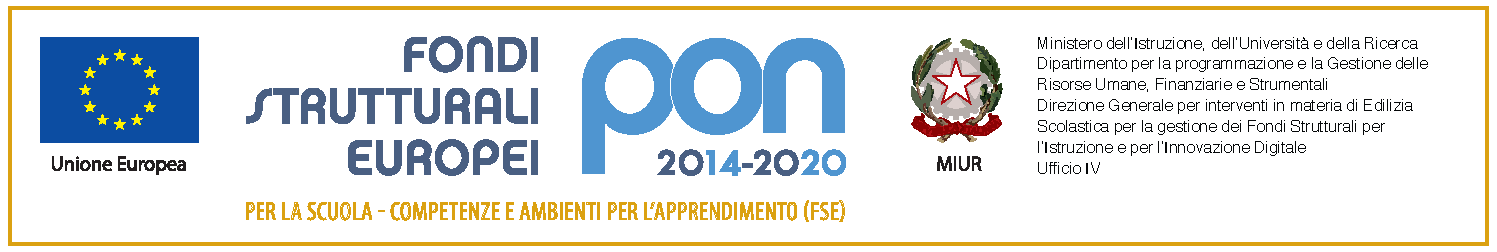 Unione Europea
FONDI
STRUTTURALI
EUROPEI
pon
2014-2020
PER LA SCUOLA - COMPETENZE E AMBIENTI PER L'APPRENDIMENTO (FSE)
MIUR
Ministero dell'Istruzione, dell'Università e della Ricerca
Dipartimento per la programmazione e la Gestione delle
Risorse Umane, Finanziarie e Strumentali
Direzione Generale per interventi in materia di Edilizia
Scolastica per la gestione dei Fondi Strutturali per
l'Istruzione e per l'Innovazione Digitale
Ufficio IV